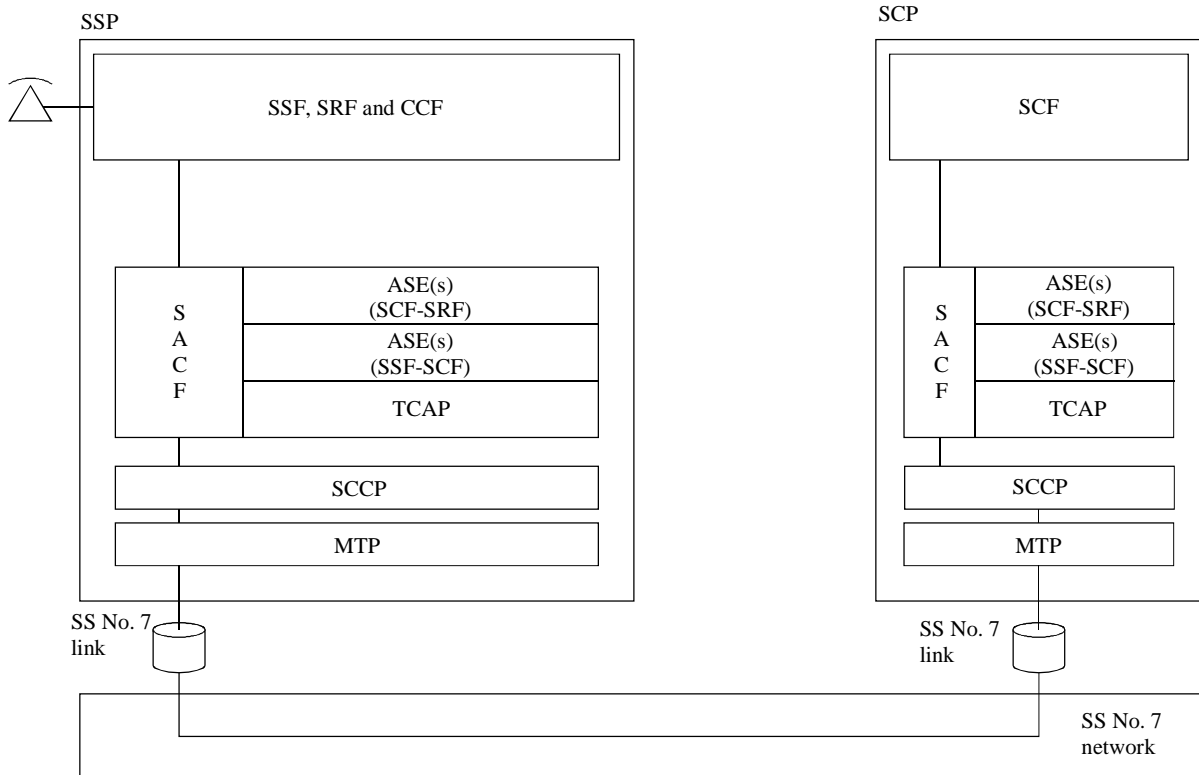 SSP
SSF, SRF and CCF
S
A
C
F
ASE(s)
(SCF-SRF)
ASE(s)
(SSF-SCF)
TCAP
SCCP
MTP
SS No. 7
link
SCP
SCF
S
A
C
F
ASE(s)
(SCF-SRF)
ASE(s)
(SSF-SCF)
TCAP
SCCP
MTP
SS No. 7
link
SS No. 7
network